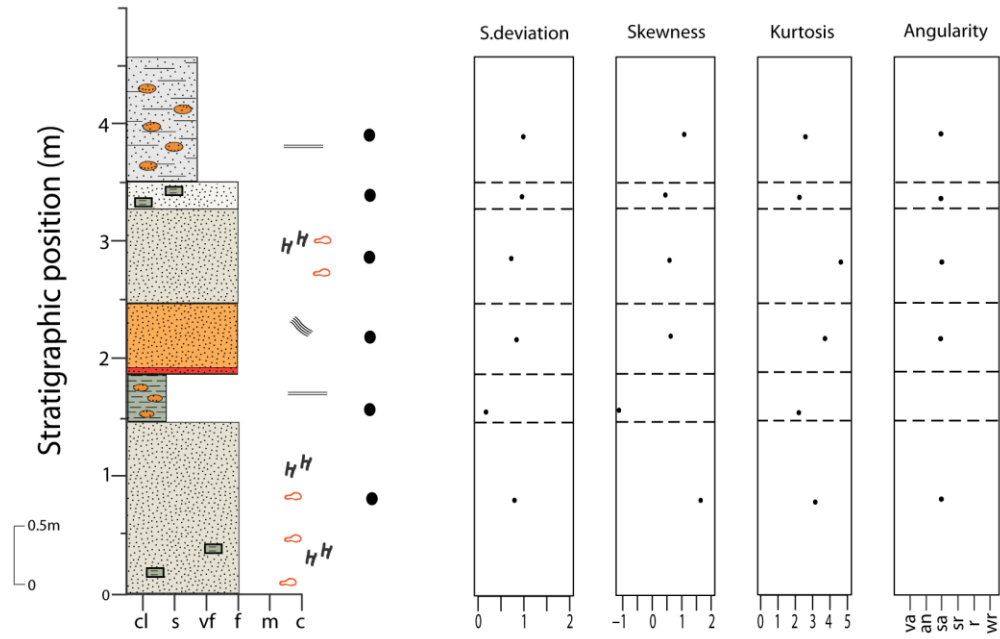 S.deviation Skewness Kurtosis Angularity
Stratigraphic position (m)
4
3
2
1
0
0.5m
0
cl s vf f m c
0 1 2
−1 0 1 2
0 1 2 3 4 5
va an sa sr r wr